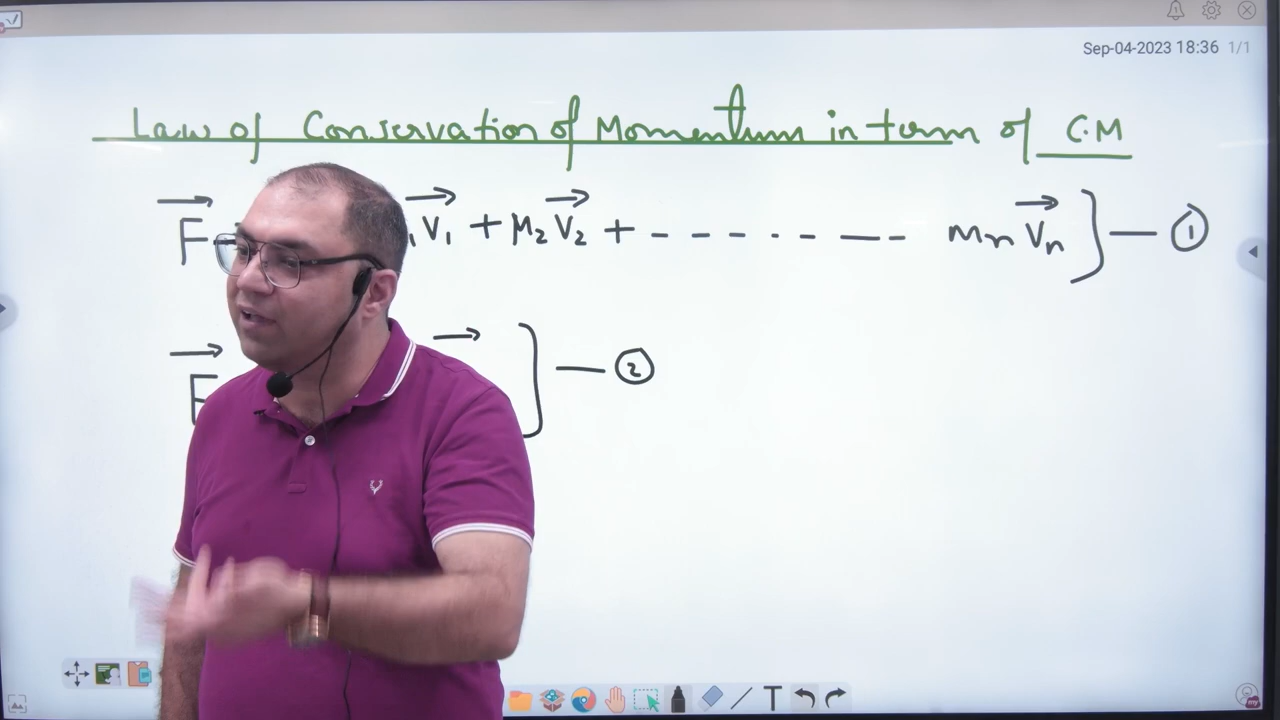 Sep-04-2023 18:36 1/1
Law of Conservation of Momentum in term of C.M
F V₁ + M₂ V₂ + - - - - - - - - mₙ Vₙ } — ①
F ] — ②
T